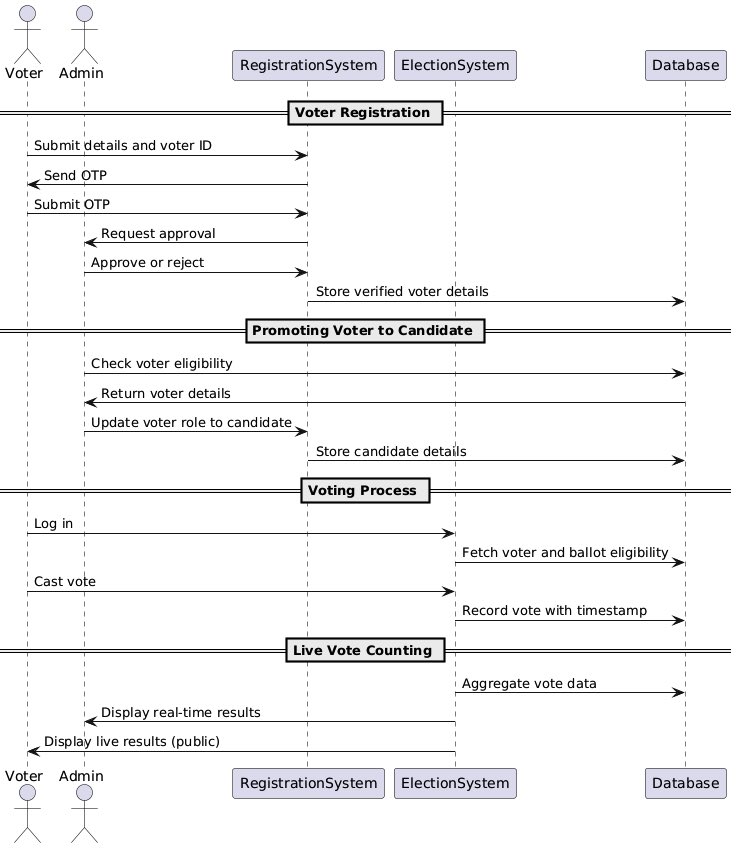 Voter
Admin
RegistrationSystem
ElectionSystem
Database
Voter Registration
Submit details and voter ID
Send OTP
Submit OTP
Request approval
Approve or reject
Store verified voter details
Promoting Voter to Candidate
Check voter eligibility
Return voter details
Update voter role to candidate
Store candidate details
Voting Process
Log in
Fetch voter and ballot eligibility
Cast vote
Record vote with timestamp
Live Vote Counting
Aggregate vote data
Display real-time results
Display live results (public)
Voter
Admin
RegistrationSystem
ElectionSystem
Database